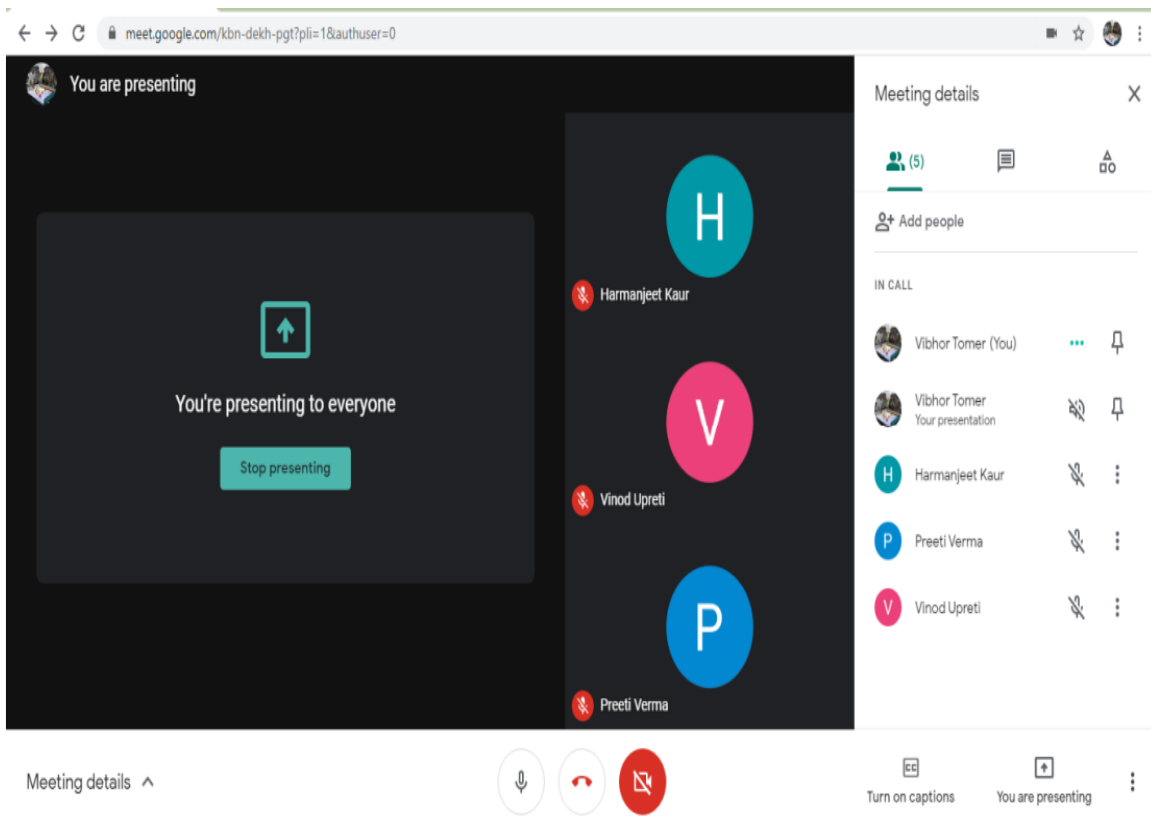 meet.google.com/kbn-dekh-pgt?pli=1&authuser=0
You are presenting
You're presenting to everyone
Stop presenting
H
Harmanjeet Kaur
V
Vinod Upreti
P
Preeti Verma
Meeting details
(5)
Add people
IN CALL
Vibhor Tomer (You)
Vibhor Tomer
Your presentation
H Harmanjeet Kaur
P Preeti Verma
V Vinod Upreti
Meeting details
CC
Turn on captions
You are presenting